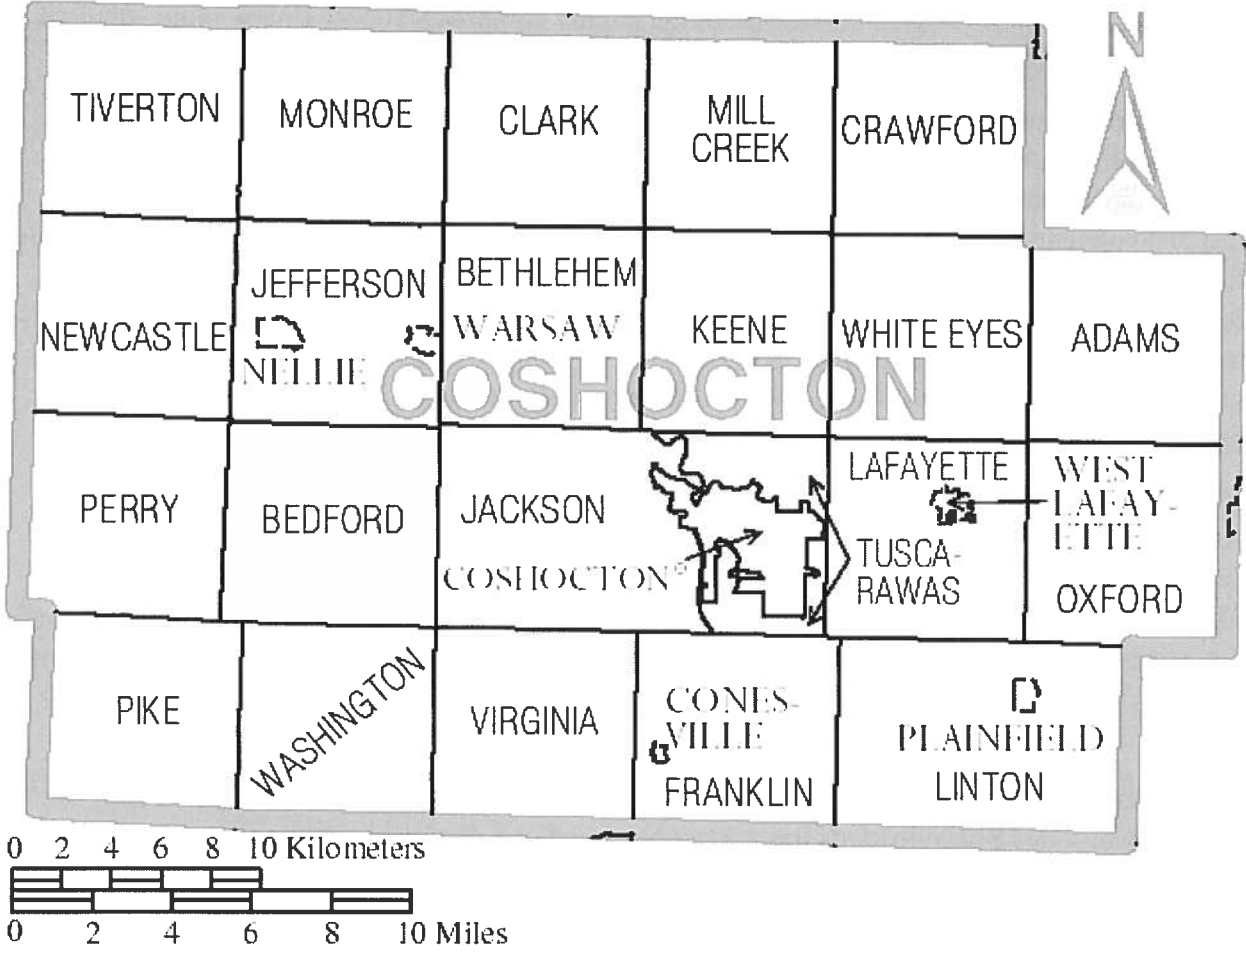 N
TIVERTON
MONROE
CLARK
MILL
CREEK
CRAWFORD
NEWCASTLE
JEFFERSON
NELLIE
BETHLEHEM
WARSAW
KEENE
WHITE EYES
ADAMS
COSHOCTON
PERRY
BEDFORD
JACKSON
COSHOCTON
LAFAYETTE
WEST
LAFAY-
ETTE
TUSCA-
RAWAS
OXFORD
PIKE
WASHINGTON
VIRGINIA
CONES-
VILLE
FRANKLIN
PLAINFIELD
LINTON
0 2 4 6 8 10 Kilometers
0 2 4 6 8 10 Miles